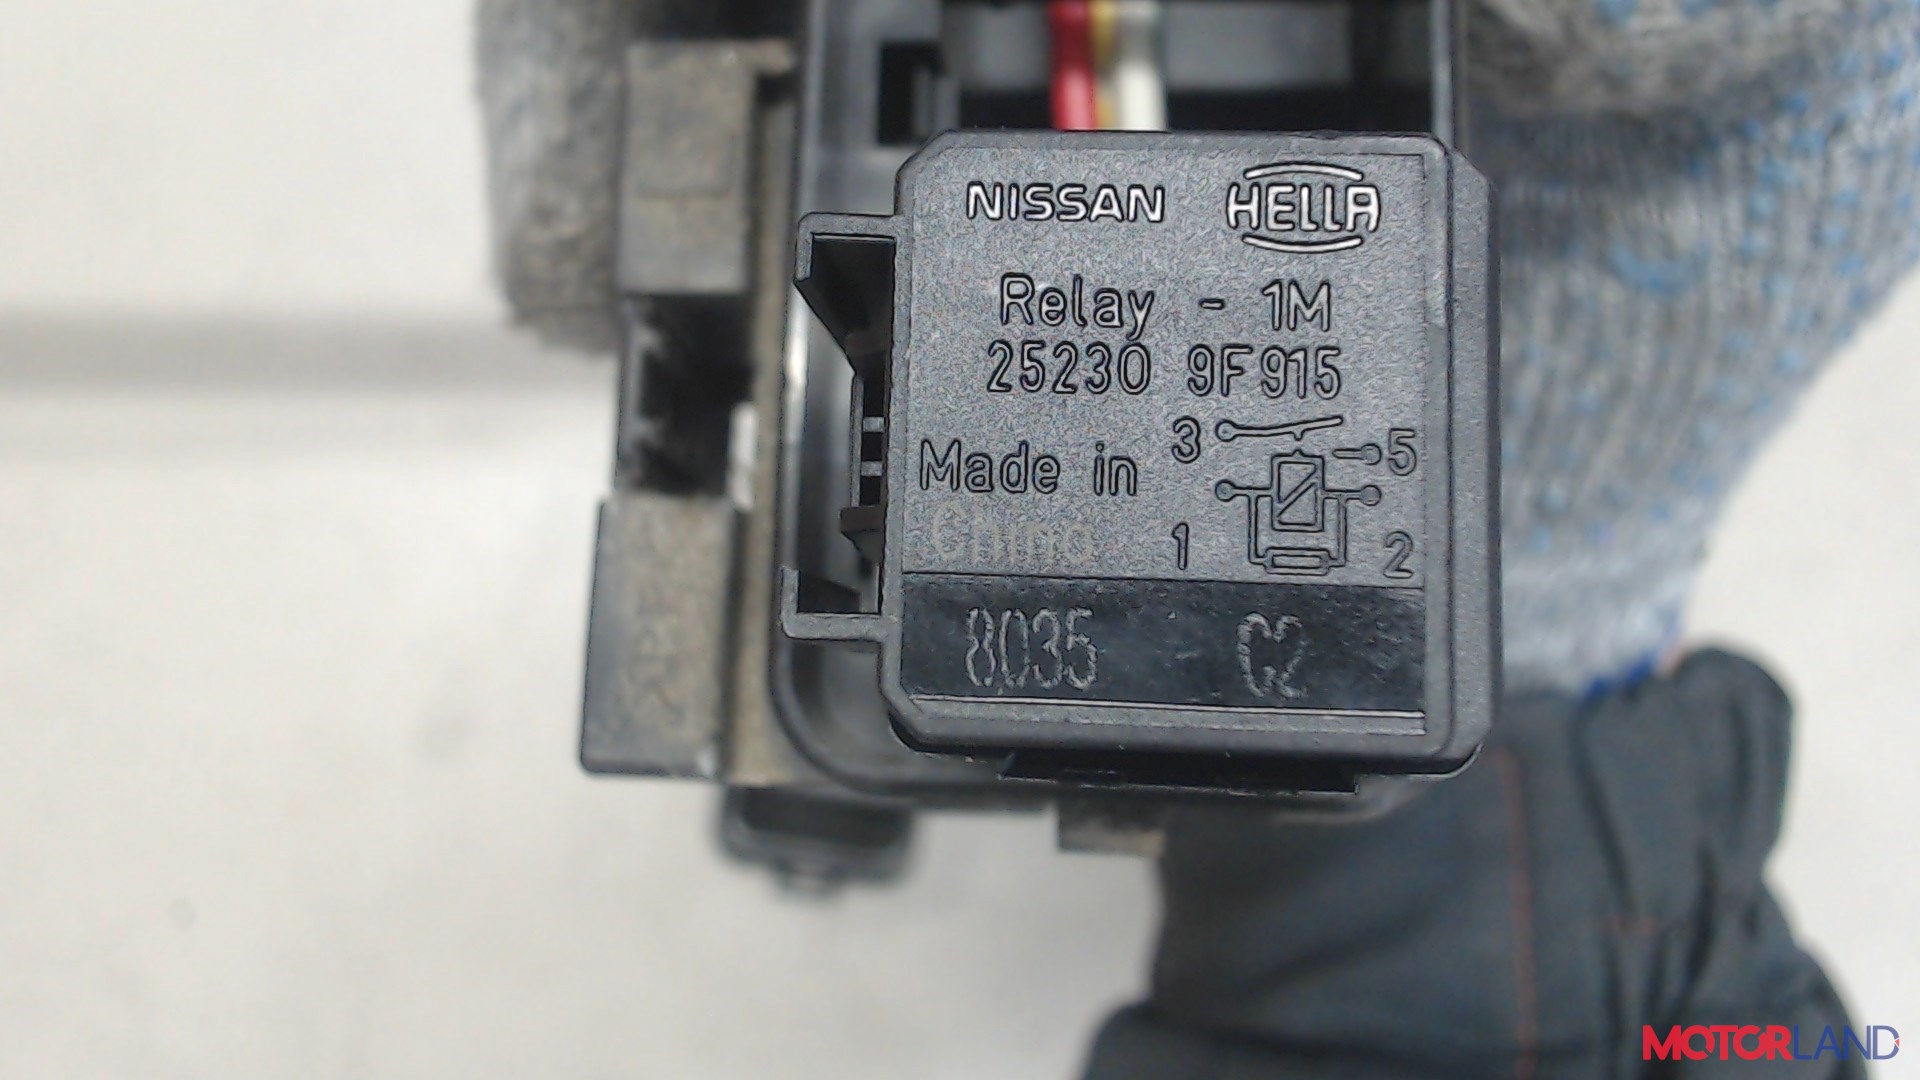 NISSAN HELLA
Relay - 1M
25230 9F915
3
5
Made in
China
1
2
8035 C2
MOTORLAND